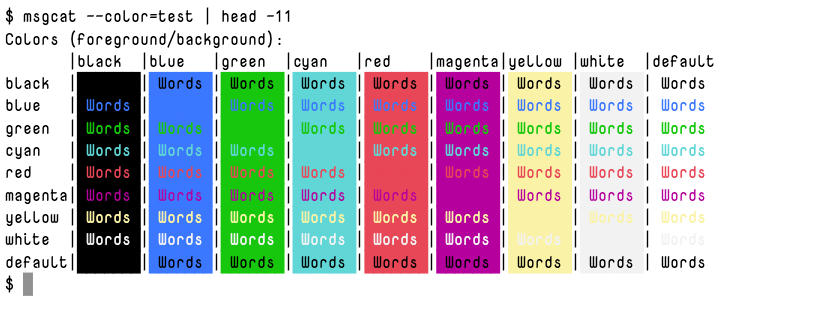 $ msgcat --color=test | head -11
Colors (foreground/background):
       |black  |blue   |green  |cyan   |red    |magenta|yellow |white  |default
black  |       | Words | Words | Words | Words | Words | Words | Words | Words
blue   | Words |       | Words | Words | Words | Words | Words | Words | Words
green  | Words | Words |       | Words | Words | Words | Words | Words | Words
cyan   | Words | Words | Words |       | Words | Words | Words | Words | Words
red    | Words | Words | Words | Words |       | Words | Words | Words | Words
magenta| Words | Words | Words | Words | Words |       | Words | Words | Words
yellow | Words | Words | Words | Words | Words | Words |       | Words | Words
white  | Words | Words | Words | Words | Words | Words | Words |       | Words
default|       | Words | Words | Words | Words | Words | Words | Words | Words
$